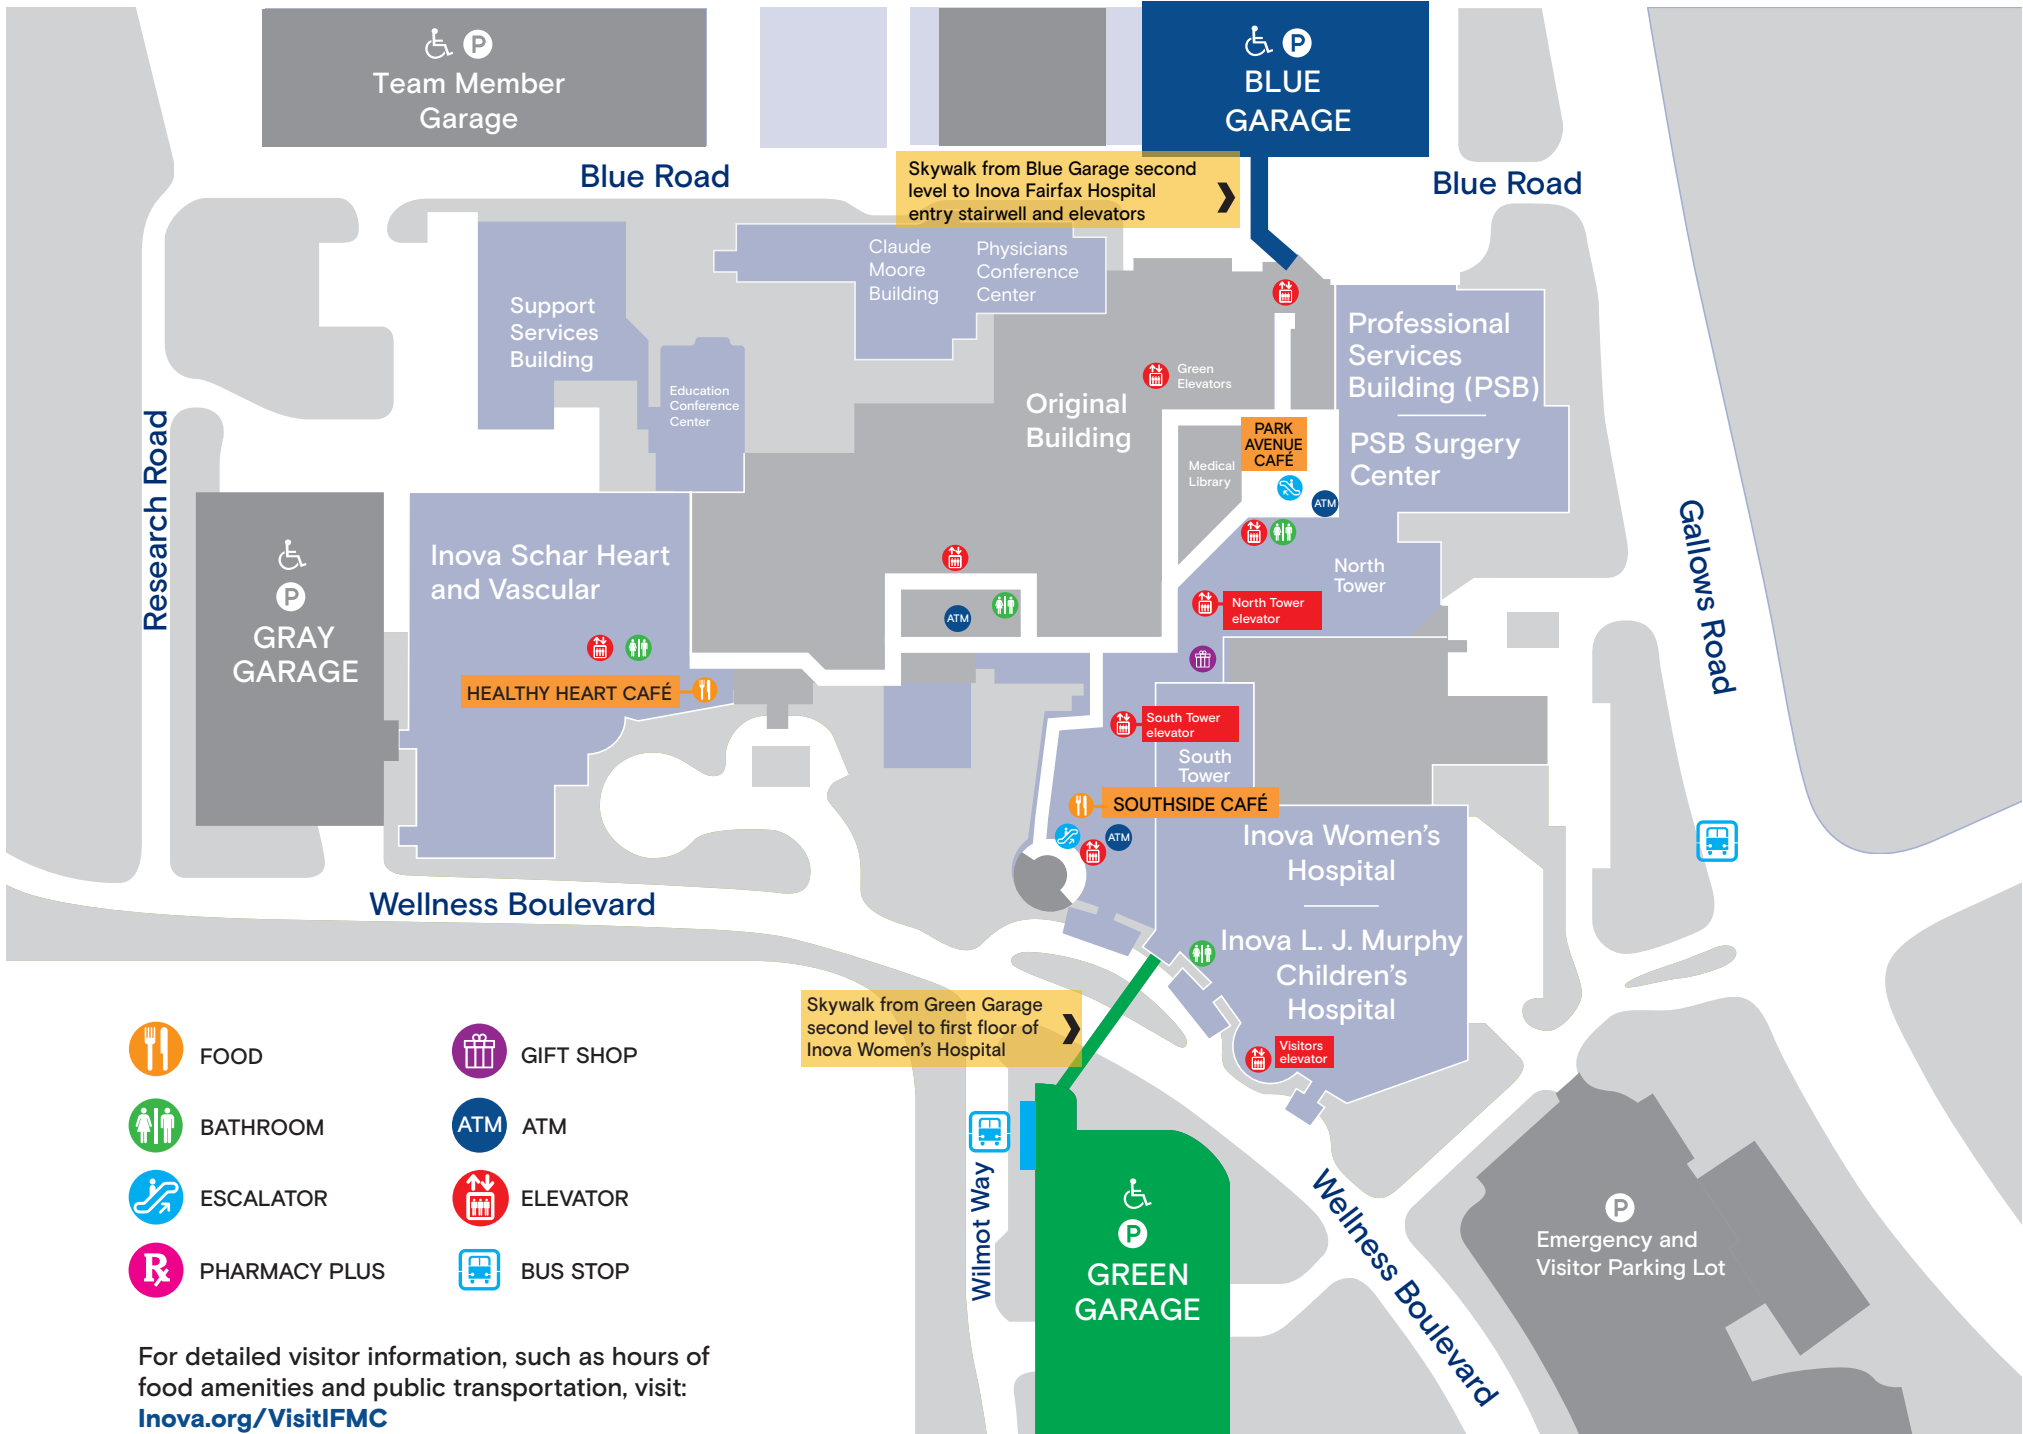 P
Team Member
Garage
P
BLUE
GARAGE
Blue Road
Skywalk from Blue Garage second
level to Inova Fairfax Hospital
entry stairwell and elevators
Blue Road
Claude
Moore
Building
Physicians
Conference
Center
Support
Services
Building
Education
Conference
Center
Green
Elevators
Original
Building
Professional
Services
Building (PSB)
PSB Surgery
Center
PARK
AVENUE
CAFÉ
Medical
Library
ATM
Research Road
Gallows Road
Inova Schar Heart
and Vascular
P
GRAY
GARAGE
North
Tower
North Tower
elevator
ATM
HEALTHY HEART CAFÉ
South Tower
elevator
South
Tower
SOUTHSIDE CAFÉ
ATM
Inova Women's
Hospital
Inova L. J. Murphy
Children's
Hospital
Wellness Boulevard
Skywalk from Green Garage
second level to first floor of
Inova Women's Hospital
Visitors
elevator
FOOD
GIFT SHOP
BATHROOM
ATM
ATM
ESCALATOR
ELEVATOR
Rx
PHARMACY PLUS
BUS STOP
Wilmot Way
P
GREEN
GARAGE
Wellness Boulevard
P
Emergency and
Visitor Parking Lot
For detailed visitor information, such as hours of
food amenities and public transportation, visit:
Inova.org/VisitIFMC